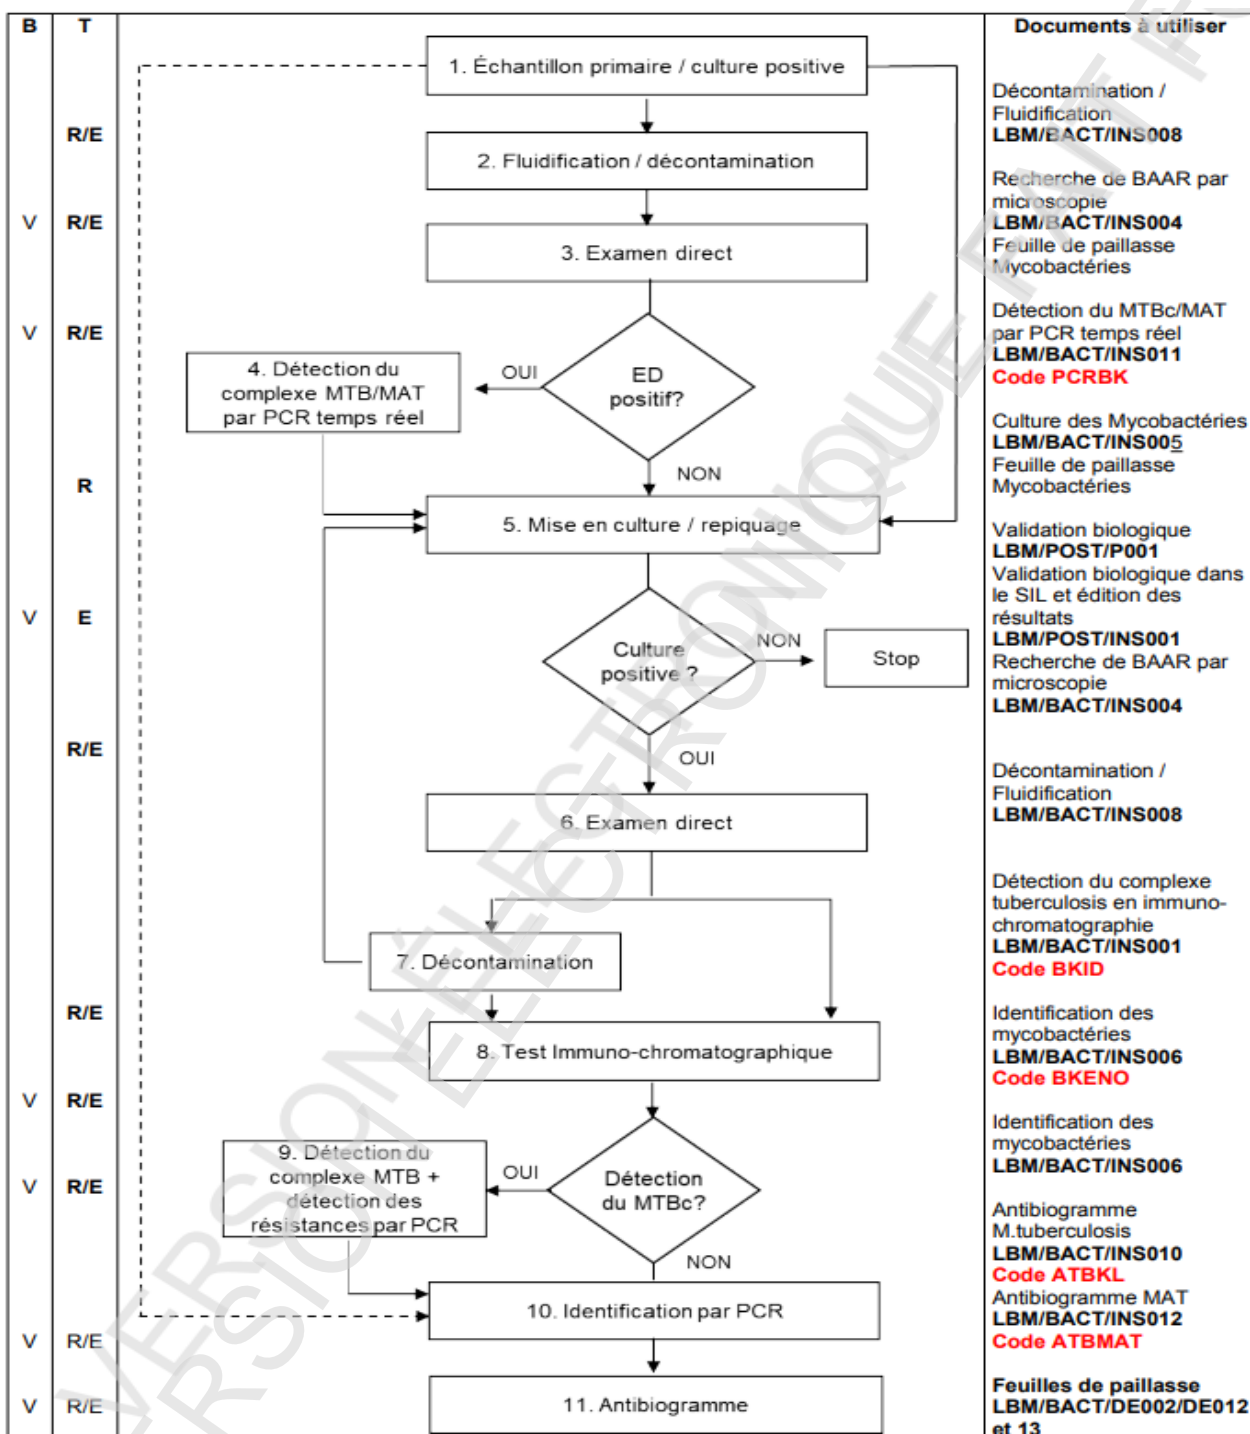 B
T
Documents à utiliser
1. Échantillon primaire / culture positive
Décontamination /
Fluidification
LBM/BACT/INS008
R/E
2. Fluidification / décontamination
Recherche de BAAR par
microscopie
LBM/BACT/INS004
Feuille de paillasse
Mycobactéries
V
R/E
3. Examen direct
Détection du MTBc/MAT
par PCR temps réel
LBM/BACT/INS011
Code PCRBK
V
R/E
4. Détection du
complexe MTB/MAT
par PCR temps réel
OUI
ED
positif?
NON
Culture des Mycobactéries
LBM/BACT/INS005
Feuille de paillasse
Mycobactéries
R
5. Mise en culture / repiquage
Validation biologique
LBM/POST/P001
Validation biologique dans
le SIL et édition des
résultats
LBM/POST/INS001
Recherche de BAAR par
microscopie
LBM/BACT/INS004
V
E
Culture
positive ?
NON
Stop
OUI
R/E
Décontamination /
Fluidification
LBM/BACT/INS008
6. Examen direct
Détection du complexe
tuberculosis en immuno-
chromatographie
LBM/BACT/INS001
Code BKID
7. Décontamination
R/E
8. Test Immuno-chromatographique
Identification des
mycobactéries
LBM/BACT/INS006
Code BKENO
V
R/E
Identification des
mycobactéries
LBM/BACT/INS006
9. Détection du
complexe MTB +
détection des
résistances par PCR
OUI
Détection
du MTBc?
NON
V
R/E
Antibiogramme
M.tuberculosis
LBM/BACT/INS010
Code ATBKL
Antibiogramme MAT
LBM/BACT/INS012
Code ATBMAT
10. Identification par PCR
V
R/E
11. Antibiogramme
V
R/E
Feuilles de paillasse
LBM/BACT/DE002/DE012
et 13
VERSION ÉLECTRONIQUE FAIT
VERSION ÉLECTRONIQUE